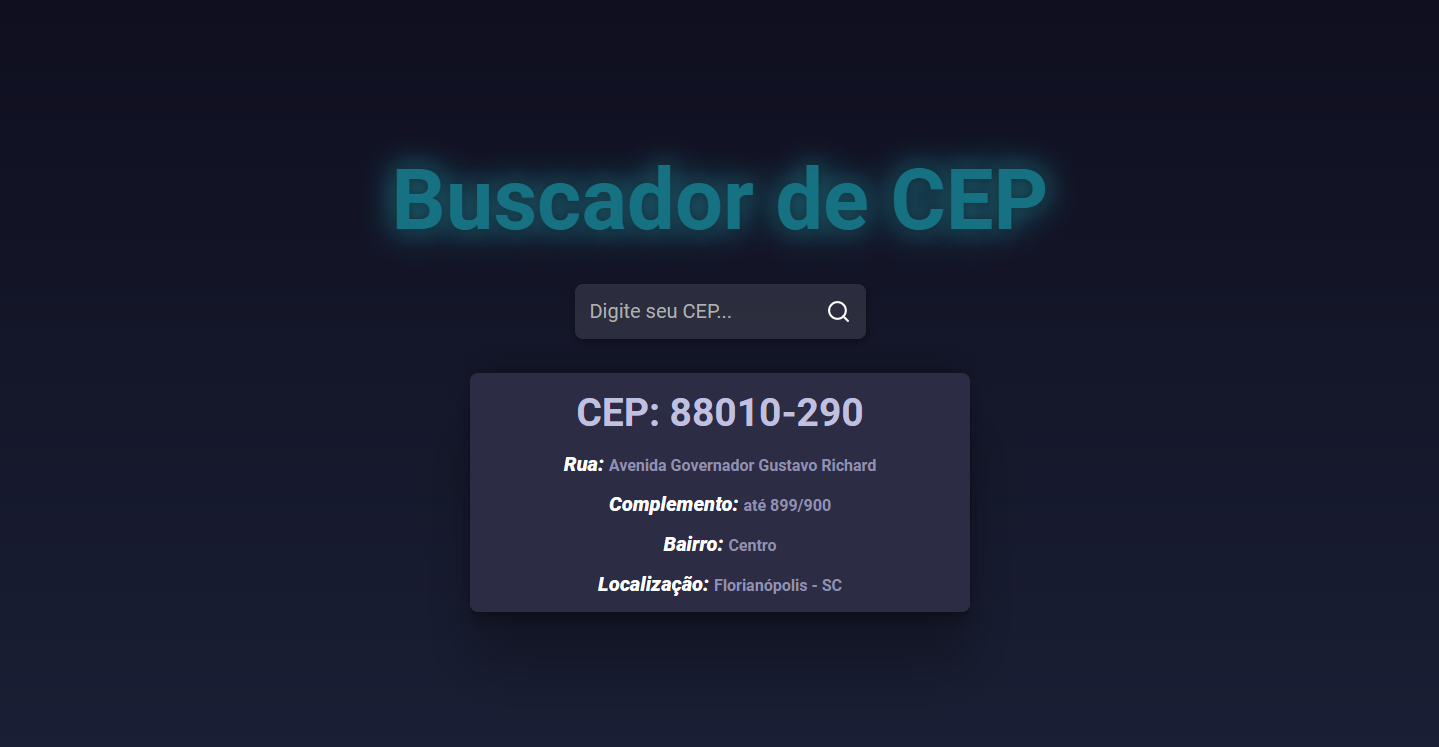 Buscador de CEP
Digite seu CEP...
CEP: 88010-290
Rua: Avenida Governador Gustavo Richard
Complemento: até 899/900
Bairro: Centro
Localização: Florianópolis - SC